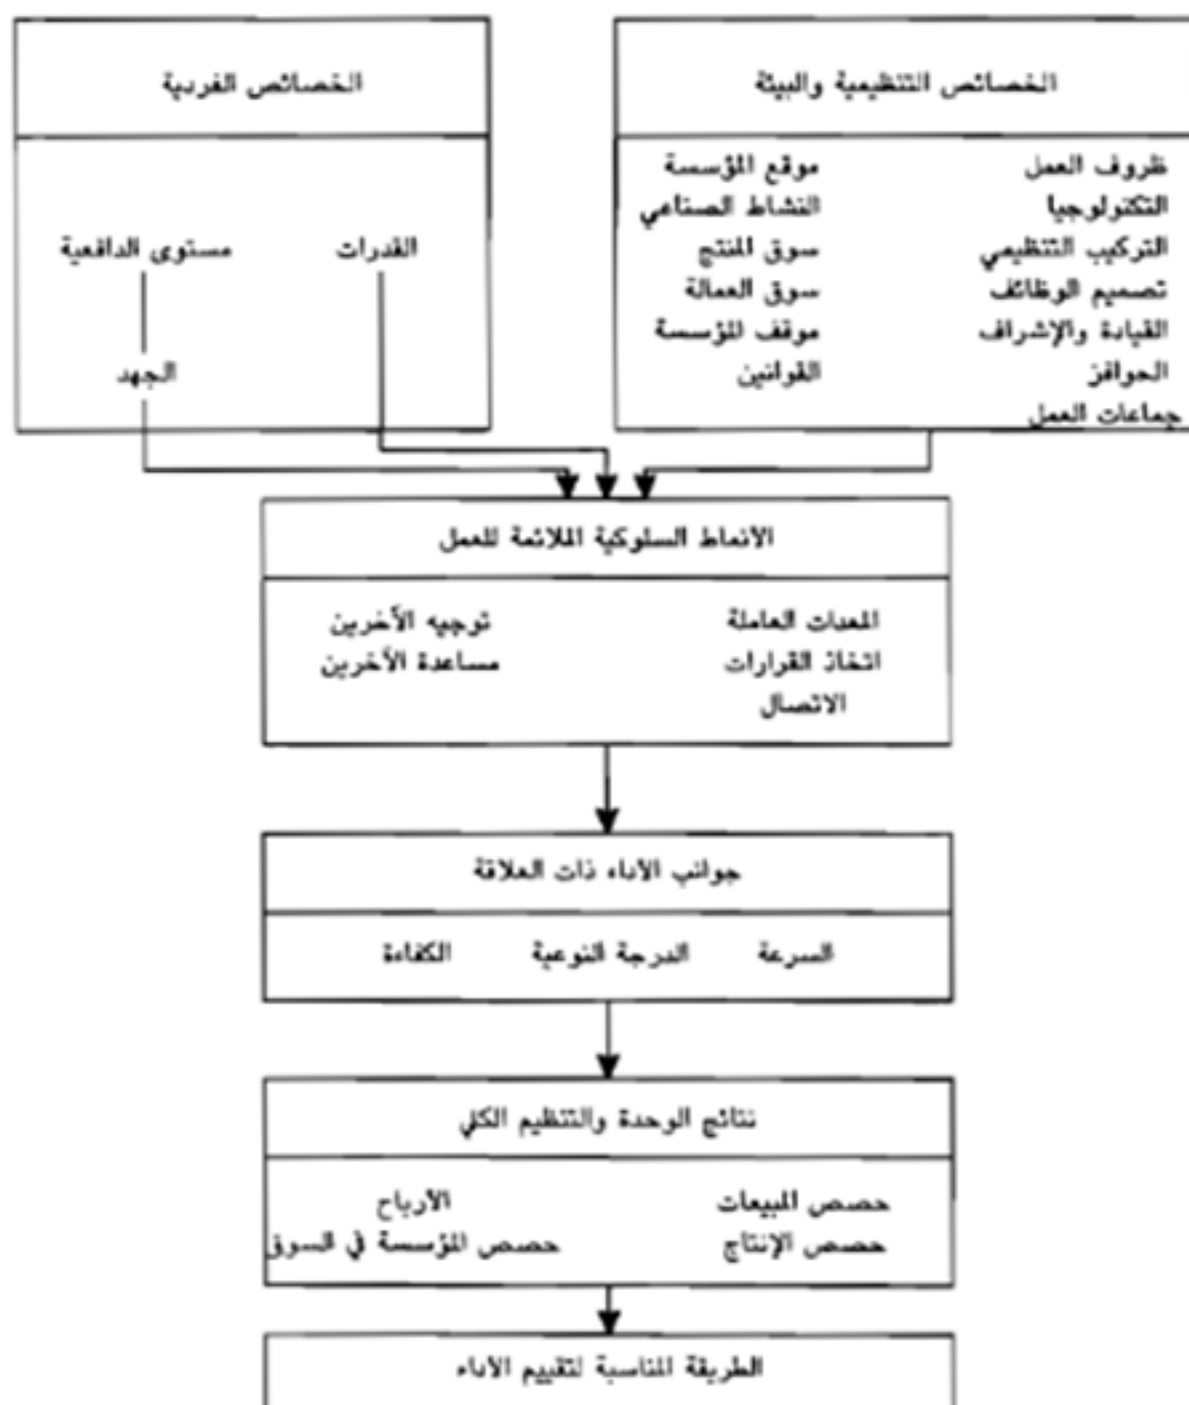 الخصائص التنظيمية والبيئة
ظروف العمل
التكنولوجيا
التركيب التنظيمي
تصميم الوظائف
القيادة والإشراف
الحوافز
جماعات العمل
موقع المؤسسة
النشاط الصناعي
سوق المنتج
سوق العمالة
موقف المؤسسة
القوانين
الخصائص الفردية
القدرات
مستوى الدافعية
الجهد
الأنماط السلوكية الملائمة للعمل
المعدات العاملة
اتخاذ القرارات
الاتصال
توجيه الآخرين
مساعدة الآخرين
جوانب الأداء ذات العلاقة
السرعة
الدرجة النوعية
الكفاءة
نتائج الوحدة والتنظيم الكلي
حصص المبيعات
حصص الإنتاج
الأرباح
حصص المؤسسة في السوق
الطريقة المناسبة لتقييم الأداء